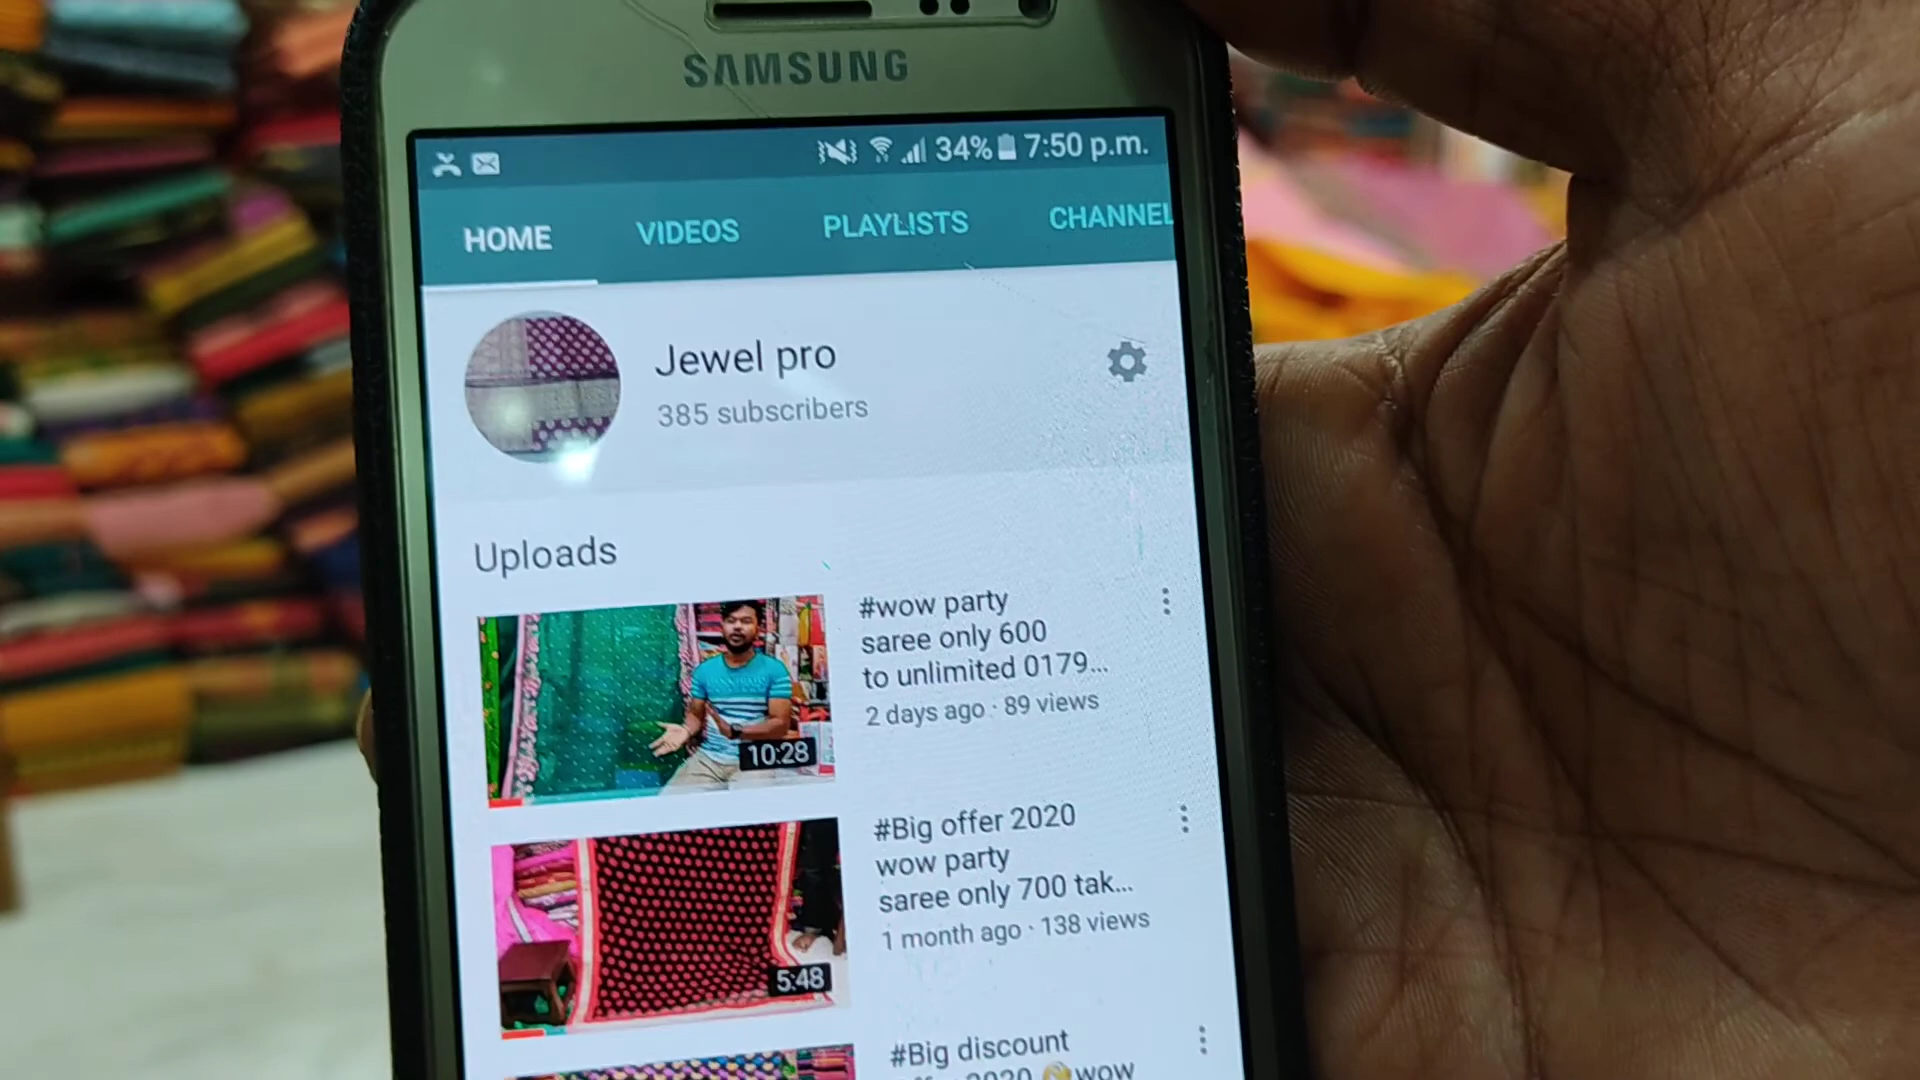 SAMSUNG
34% 7:50 p.m.
HOME VIDEOS PLAYLISTS CHANNEL
Jewel pro
385 subscribers
Uploads
#wow party
saree only 600
to unlimited 0179...
2 days ago · 89 views
10:28
#Big offer 2020
wow party
saree only 700 tak...
1 month ago · 138 views
5:48
#Big discount
2020 wow